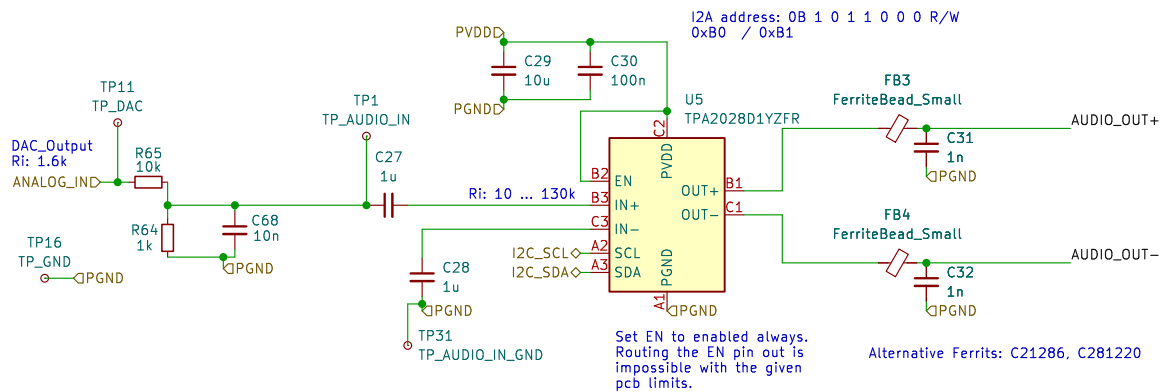 I2A address: 0B 1 0 1 1 0 0 0 R/W
0xB0 / 0xB1
PVDD
C29
10u
C30
100n
PGND
TP11
TP_DAC
TP1
TP_AUDIO_IN
U5
TPA2028D1YZFR
FB3
FerriteBead_Small
AUDIO_OUT+
C31
1n
PGND
DAC_Output
Ri: 1.6k
ANALOG_IN
R65
10k
C27
1u
Ri: 10 ... 130k
C2
PVDD
B2
EN
B3
IN+
C3
IN-
A2
SCL
A3
SDA
OUT+
B1
OUT-
C1
PGND
A1
PGND
R64
1k
C68
10n
PGND
TP16
TP_GND
PGND
I2C_SCL
I2C_SDA
C28
1u
PGND
TP31
TP_AUDIO_IN_GND
FB4
FerriteBead_Small
AUDIO_OUT-
C32
1n
PGND
Set EN to enabled always.
Routing the EN pin out is
impossible with the given
pcb limits.
Alternative Ferrits: C21286, C281220